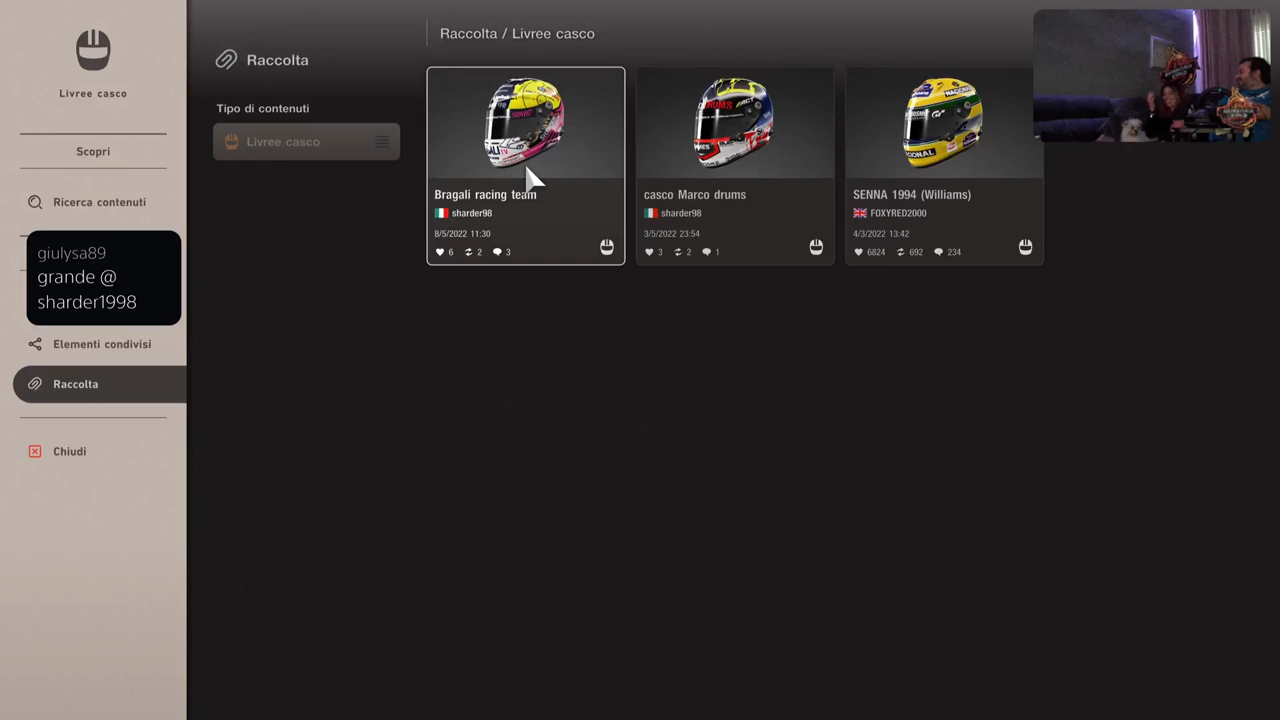 Livree casco
Scopri
Ricerca contenuti
giulysa89
grande @
sharder1998
Elementi condivisi
Raccolta
Chiudi
Raccolta
Tipo di contenuti
Livree casco
Raccolta / Livree casco
Bragali racing team
sharder98
8/5/2022 11:30
6 2 3
DRUMS
casco Marco drums
sharder98
3/5/2022 23:54
3 2 1
SENNA 1994 (Williams)
FOXYRED2000
4/3/2022 13:42
6824 692 234